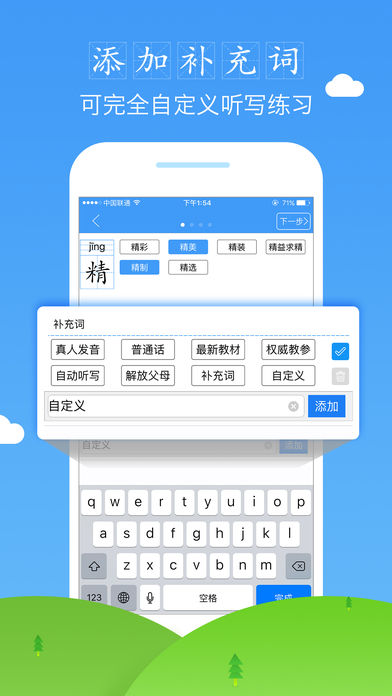 添加补充词
可完全自定义听写练习
中国联通 下午1:54 71%
下一步
jīng 精彩 精美 精装 精益求精
精 精制 精选
补充词
真人发音 普通话 最新教材 权威教参
自动听写 解放父母 补充词 自定义
自定义 添加
自定义 添加
q w e r t y u i o p
a s d f g h j k l
z x c v b n m
123 空格 完成